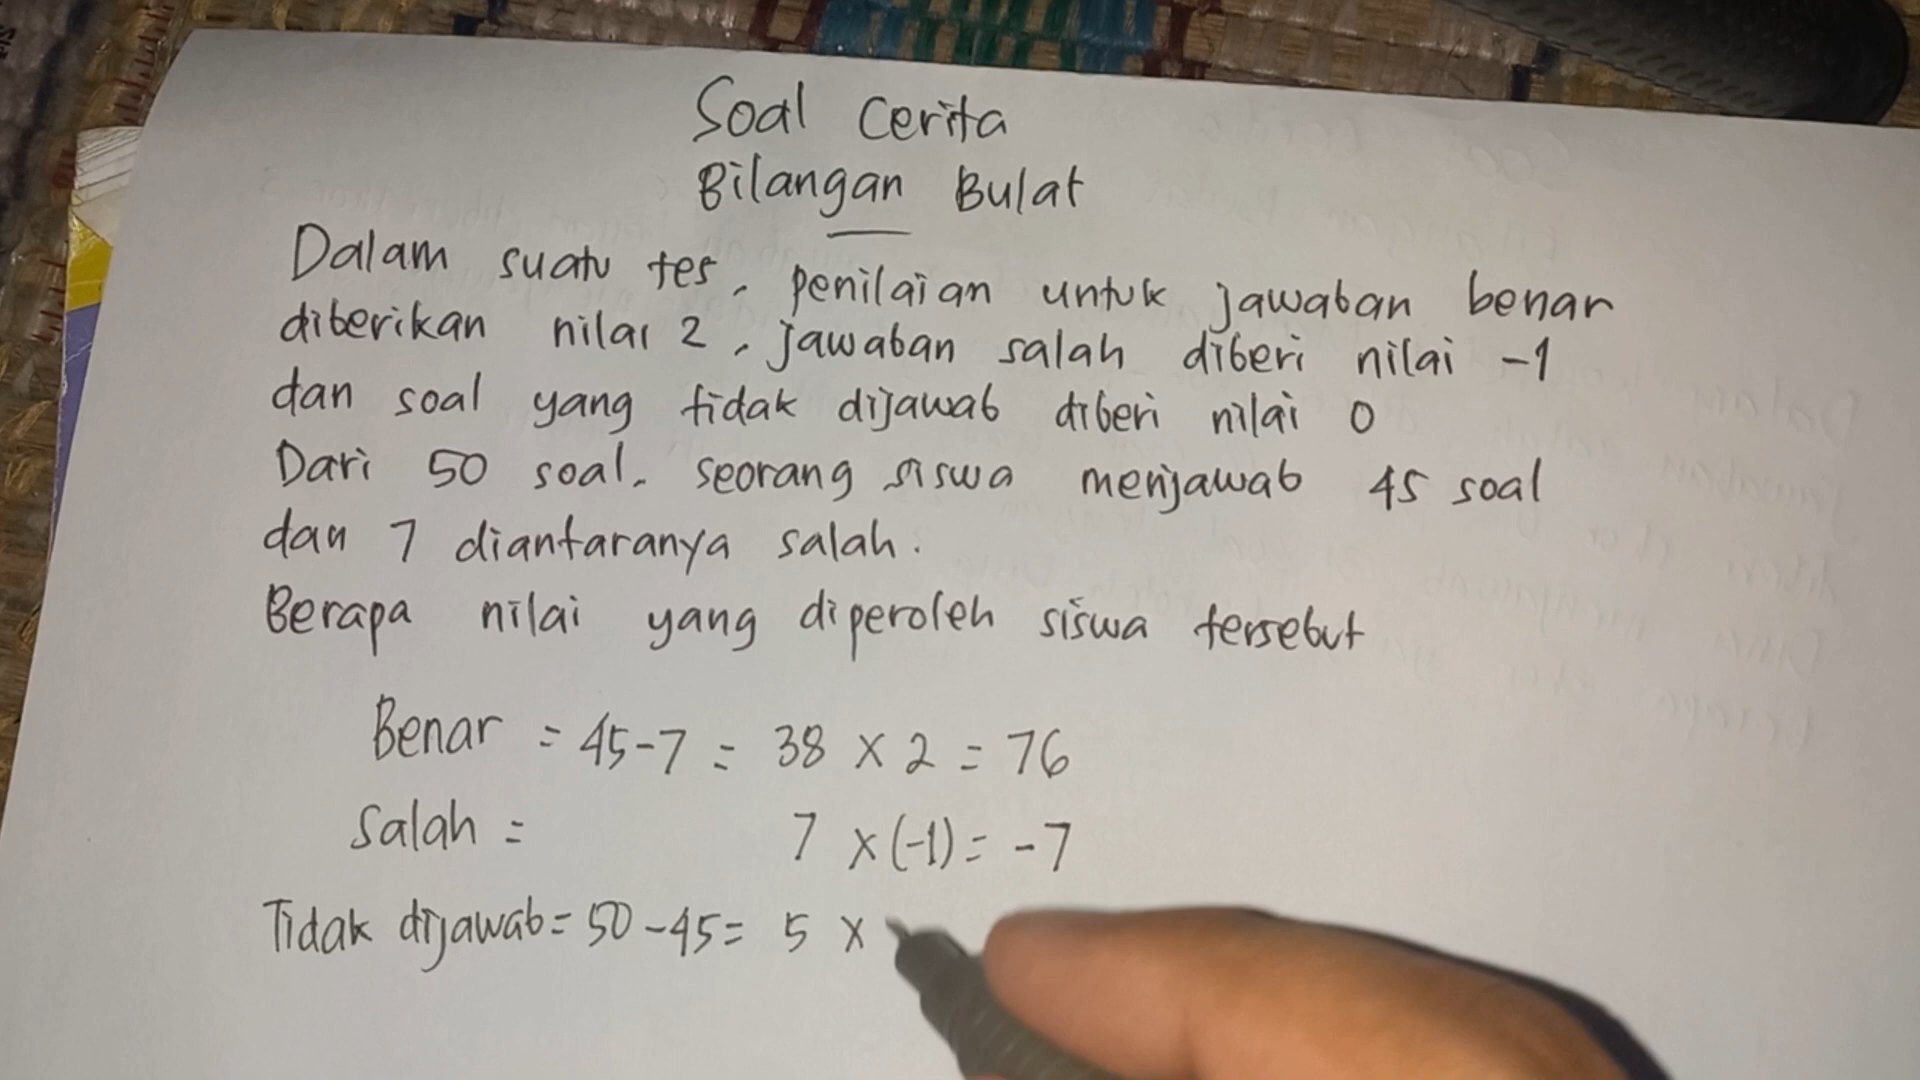 Soal Cerita
Bilangan Bulat
Dalam suatu tes, penilaian untuk jawaban benar
diberikan nilai 2, jawaban salah diberi nilai -1
dan soal yang tidak dijawab diberi nilai 0
Dari 50 soal, seorang siswa menjawab 45 soal
dan 7 diantaranya salah.
Berapa nilai yang diperoleh siswa tersebut
Benar = 45-7 = 38 x 2 = 76
Salah = 7 x (-1) = -7
Tidak dijawab = 50 - 45 = 5 x